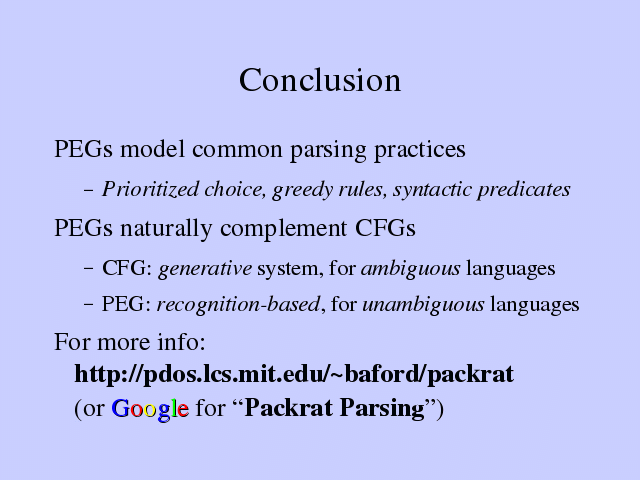 Conclusion
PEGs model common parsing practices
– Prioritized choice, greedy rules, syntactic predicates
PEGs naturally complement CFGs
– CFG: generative system, for ambiguous languages
– PEG: recognition-based, for unambiguous languages
For more info:
http://pdos.lcs.mit.edu/~baford/packrat
(or Google for “Packrat Parsing”)